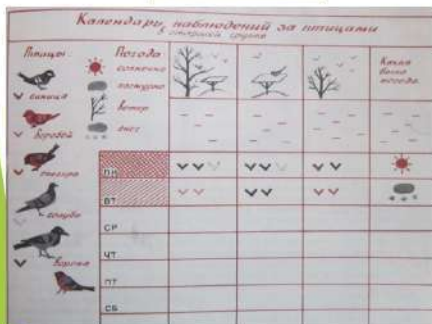 Календарь наблюдений за птицами
в старшей группе
Птицы:
синица
воробей
снегирь
голубь
ворона
Погода:
солнечно
пасмурно
ветер
снег
Какая
была
погода.
ПН
ВТ
СР
ЧТ
ПТ
СБ